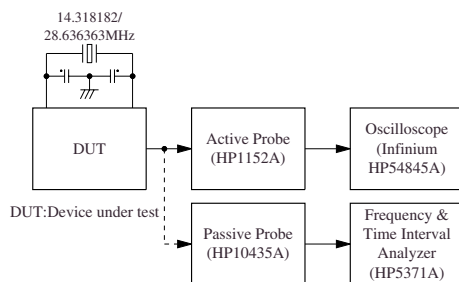 14.318182/
28.636363MHz
DUT
Active Probe
(HP1152A)
Oscilloscope
(Infinium
HP54845A)
DUT:Device under test
Passive Probe
(HP10435A)
Frequency &
Time Interval
Analyzer
(HP5371A)